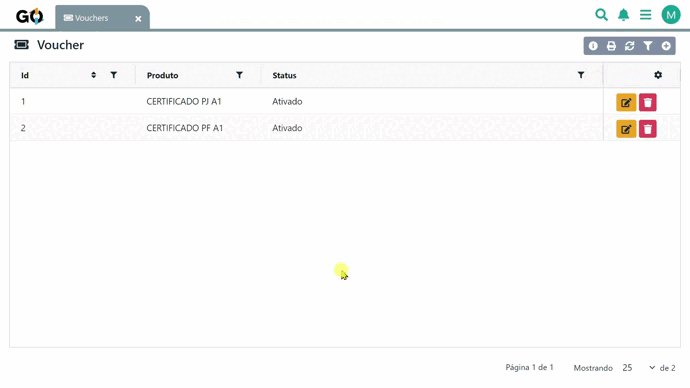 GO Vouchers M
Voucher
Id Produto Status
1 CERTIFICADO PJ A1 Ativado
2 CERTIFICADO PF A1 Ativado
Página 1 de 1 Mostrando 25 de 2